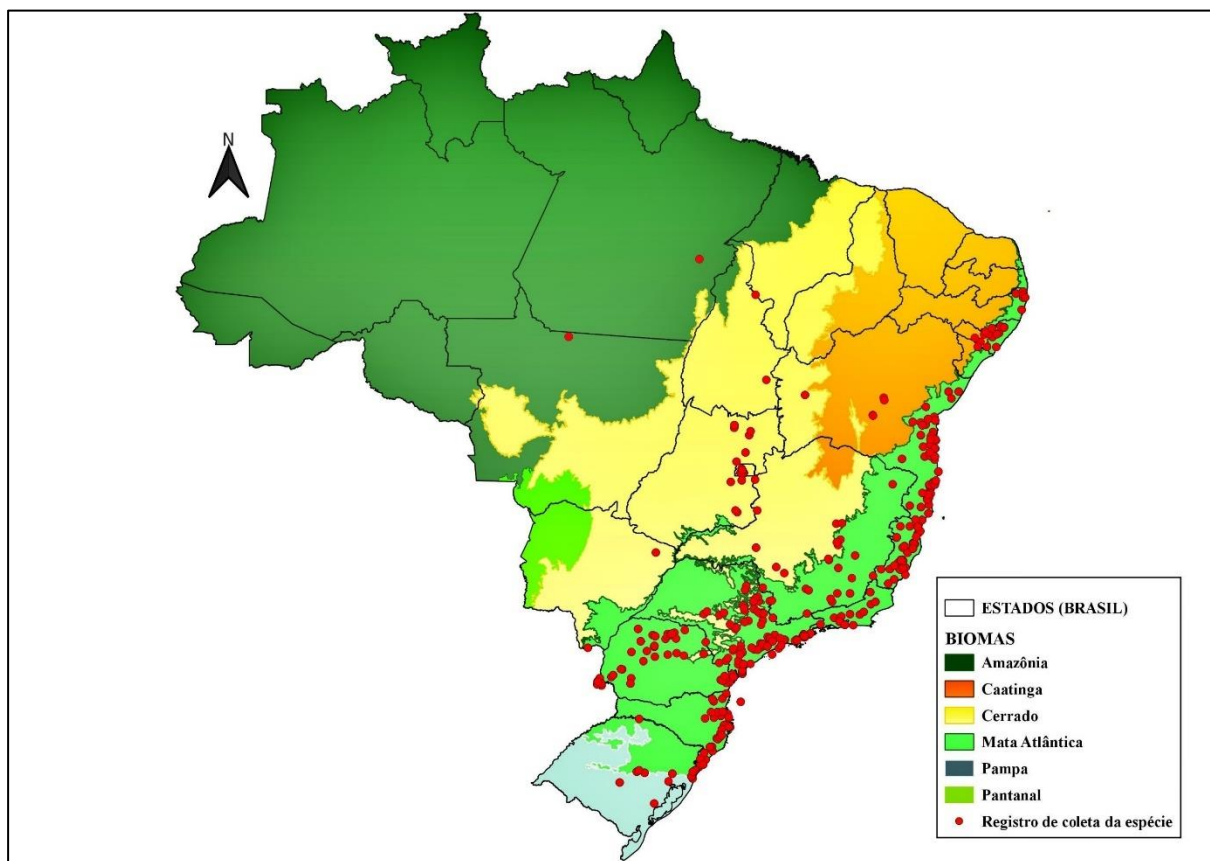 N
ESTADOS (BRASIL)
BIOMAS
Amazônia
Caatinga
Cerrado
Mata Atlântica
Pampa
Pantanal
Registro de coleta da espécie